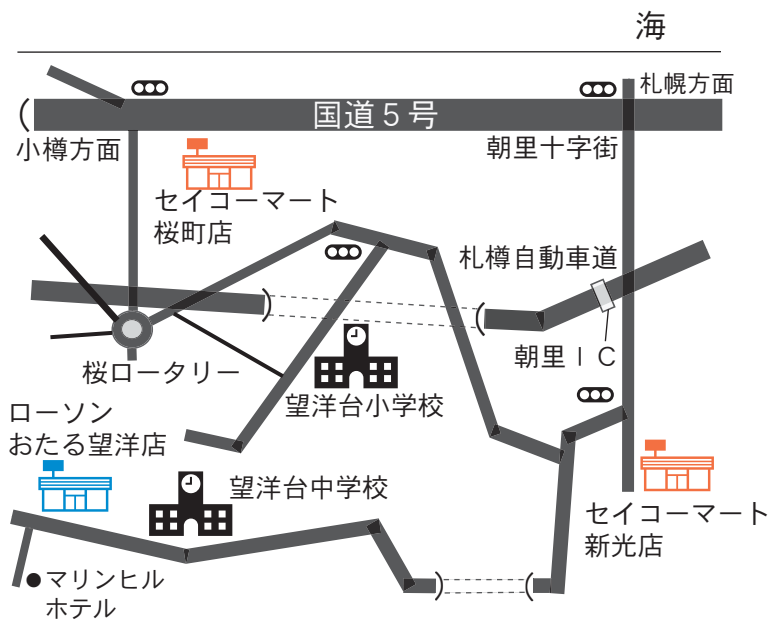 海
札幌方面
国道5号
小樽方面
朝里十字街
セイコーマート
桜町店
札樽自動車道
朝里IC
桜ロータリー
望洋台小学校
ローソン
おたる望洋店
望洋台中学校
セイコーマート
新光店
●マリンヒル
ホテル